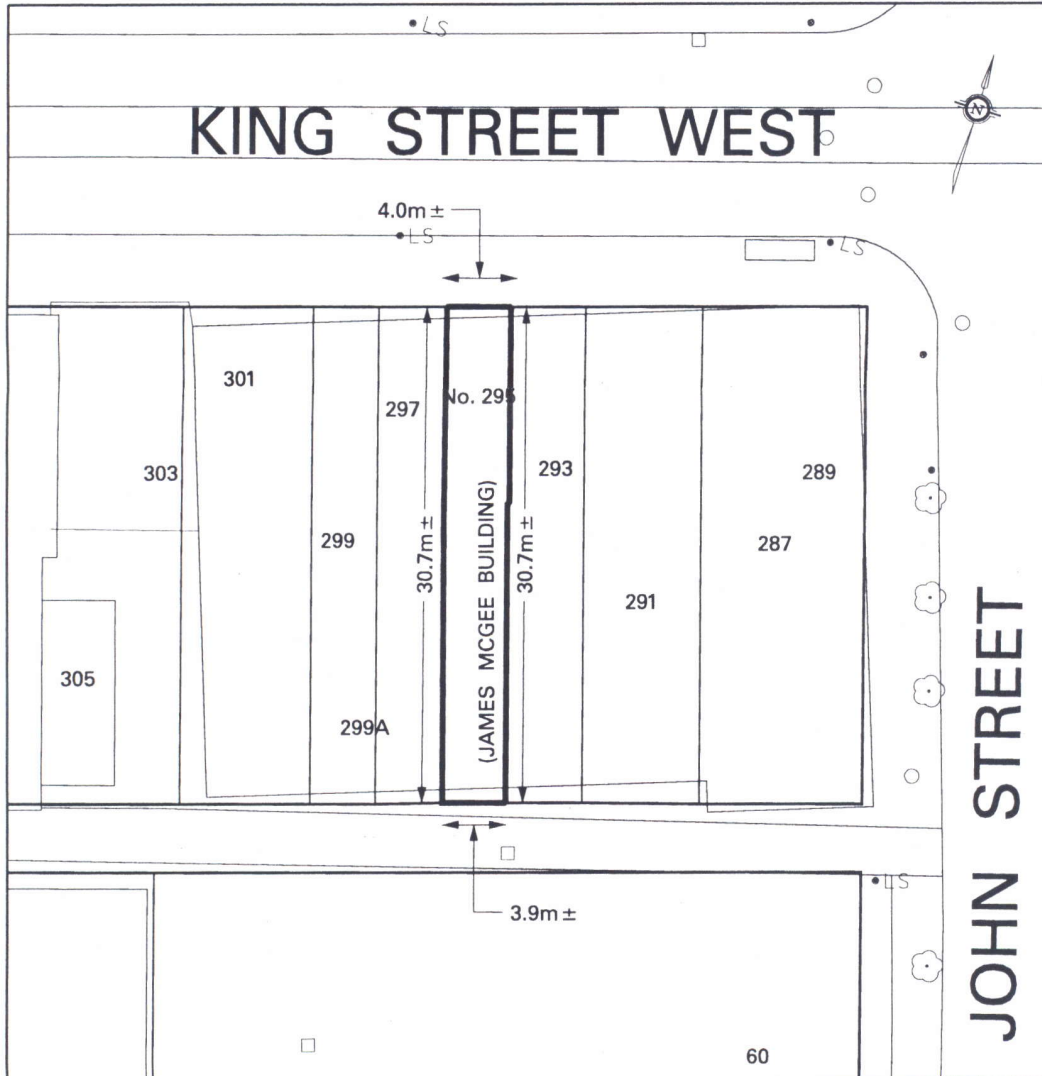 LS
KING STREET WEST
N
4.0m ±
LS
LS
301
297
No. 295
303
293
289
299
30.7m ±
(JAMES MCGEE BUILDING)
30.7m ±
287
291
305
299A
JOHN STREET
LS
3.9m ±
60